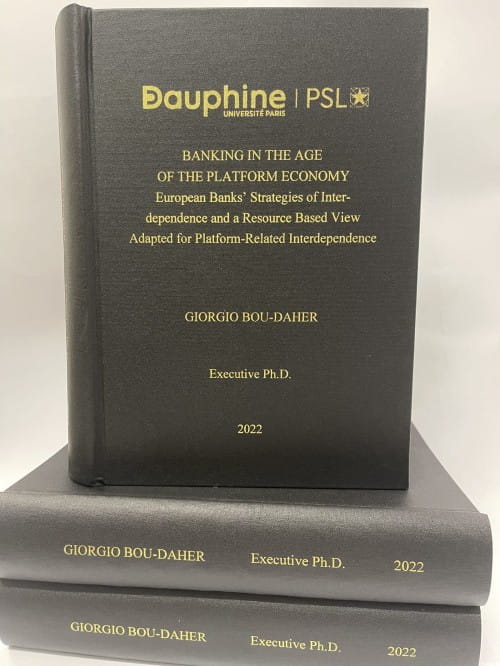 Dauphine | PSL
UNIVERSITÉ PARIS
BANKING IN THE AGE
OF THE PLATFORM ECONOMY
European Banks' Strategies of Inter-
dependence and a Resource Based View
Adapted for Platform-Related Interdependence
GIORGIO BOU-DAHER
Executive Ph.D.
2022
GIORGIO BOU-DAHER Executive Ph.D. 2022
GIORGIO BOU-DAHER Executive Ph.D. 2022